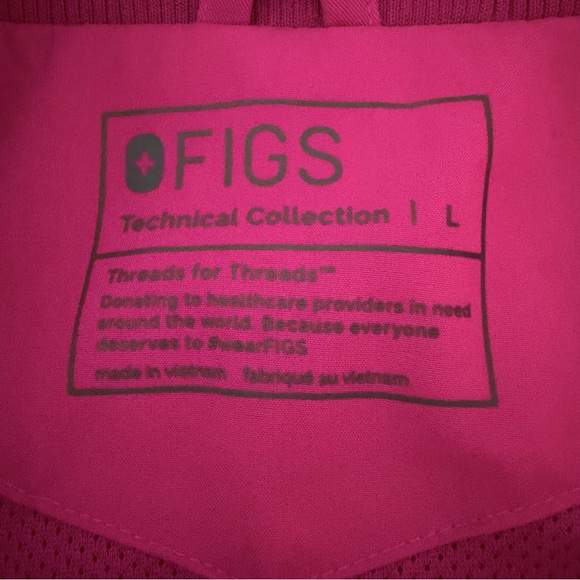 FIGS
Technical Collection | L
Threads for Threads™
Donating to healthcare providers in need
around the world. Because everyone
deserves to #wearFIGS
made in vietnam fabriqué au vietnam